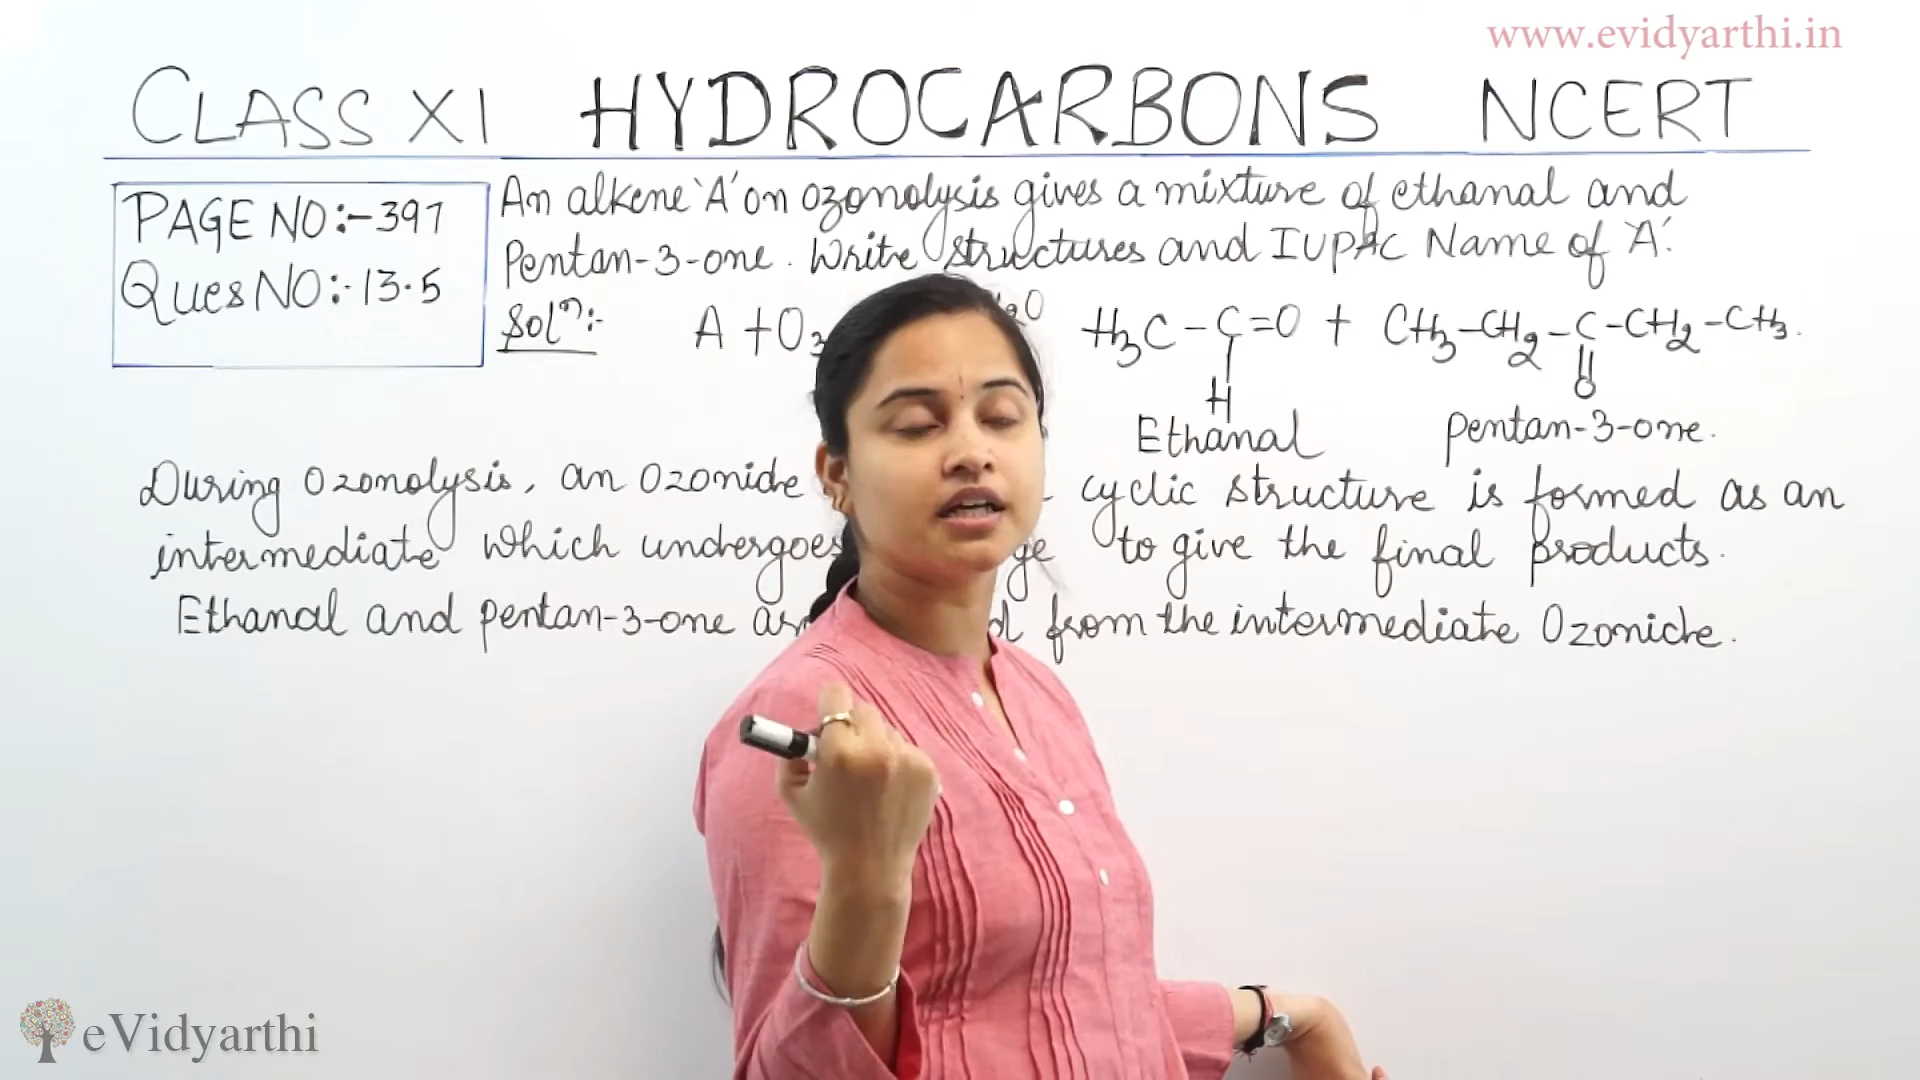 www.evidyarthi.in
CLASS XI HYDROCARBONS NCERT
PAGE NO:-397
Ques NO:-13.5
An alkene 'A' on ozonolysis gives a mixture of ethanal and
Pentan-3-one. Write structures and IUPAC Name of 'A'.
Solⁿ:-
A + O3 H3C-C=O + CH3-CH2-C-CH2-CH3.
H
O
Ethanal pentan-3-one.
During Ozonolysis, an Ozonide cyclic structure is formed as an
intermediate which undergoes to give the final products.
Ethanal and pentan-3-one from the intermediate Ozonide.
eVidyarthi